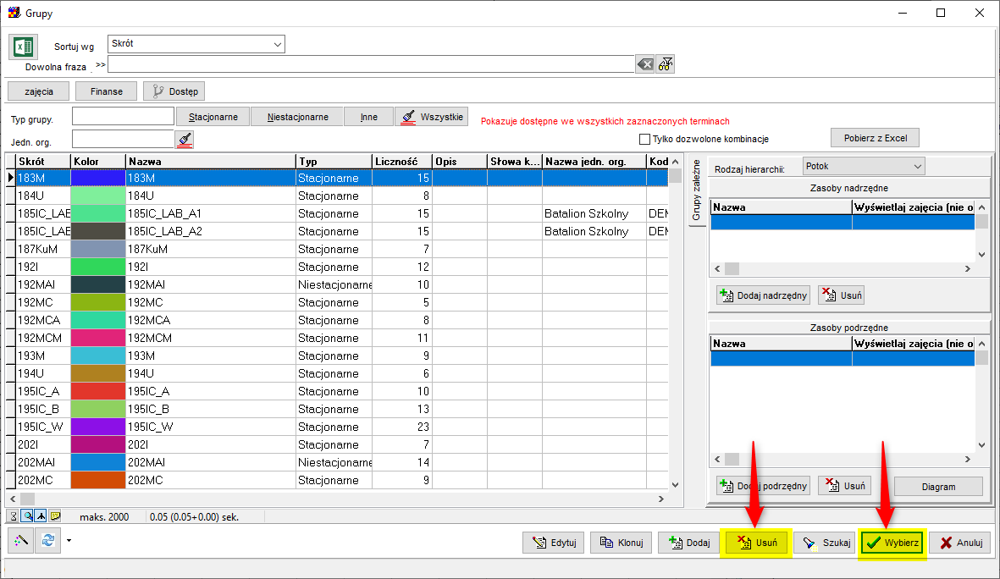 Grupy
Sortuj wg Skrót
Dowolna fraza >>
zajęcia Finanse Dostęp
Typ grupy. Stacjonarne Niestacjonarne Inne Wszystkie Pokazuje dostępne we wszystkich zaznaczonych terminach
Jedn. org. Tylko dozwolone kombinacje Pobierz z Excel
Skrót Kolor Nazwa Typ Liczność Opis Słowa k... Nazwa jedn. org. Kod
183M 183M Stacjonarne 15
184U 184U Stacjonarne 8
185IC_LAB 185IC_LAB_A1 Stacjonarne 15 Batalion Szkolny DEM
185IC_LAB 185IC_LAB_A2 Stacjonarne 15 Batalion Szkolny DEM
187KuM 187KuM Stacjonarne 7
192I 192I Stacjonarne 12
192MAI 192MAI Niestacjonarne 10
192MC 192MC Stacjonarne 5
192MCA 192MCA Stacjonarne 8
192MCM 192MCM Stacjonarne 11
193M 193M Stacjonarne 9
194U 194U Stacjonarne 6
195IC_A 195IC_A Stacjonarne 10
195IC_B 195IC_B Stacjonarne 13
195IC_W 195IC_W Stacjonarne 23
202I 202I Stacjonarne 7
202MAI 202MAI Niestacjonarne 14
202MC 202MC Stacjonarne 9
Grupy zależne
Rodzaj hierarchii: Potok
Zasoby nadrzędne
Nazwa Wyświetlaj zajęcia (nie o
Dodaj nadrzędny Usuń
Zasoby podrzędne
Nazwa Wyświetlaj zajęcia (nie o
Dodaj podrzędny Usuń Diagram
maks. 2000 0.05 (0.05+0.00) sek.
Edytuj Klonuj Dodaj Usuń Szukaj Wybierz Anuluj